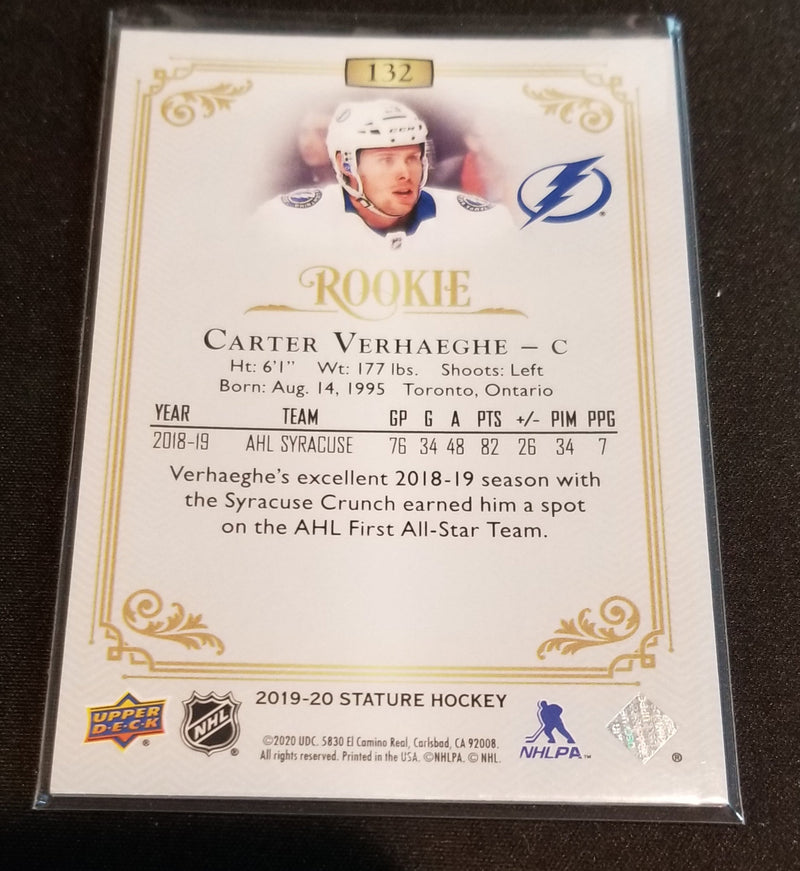 132
CCM
ROOKIE
CARTER VERHAEGHE – C
Ht: 6'1" Wt: 177 lbs. Shoots: Left
Born: Aug. 14, 1995 Toronto, Ontario
YEAR TEAM GP G A PTS +/- PIM PPG
2018-19 AHL SYRACUSE 76 34 48 82 26 34 7
Verhaeghe's excellent 2018-19 season with
the Syracuse Crunch earned him a spot
on the AHL First All-Star Team.
UPPER
D·E·C·K ®
NHL ®
2019-20 STATURE HOCKEY
©2020 UDC. 5830 El Camino Real, Carlsbad, CA 92008.
All rights reserved. Printed in the USA. ©NHLPA. © NHL.
NHLPA™
®